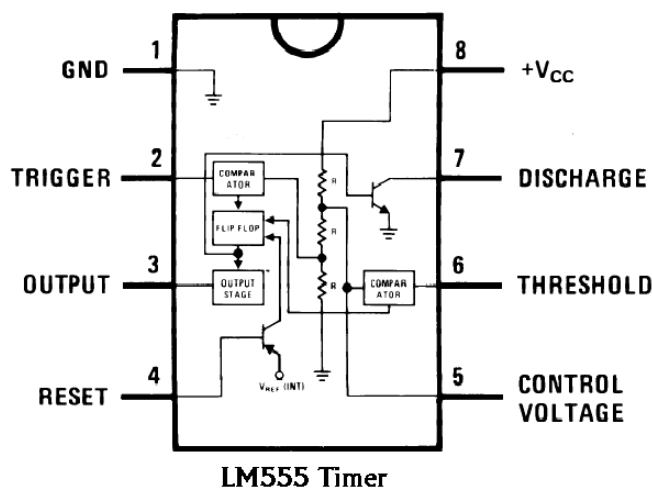 1
GND
8
+VCC
2
TRIGGER
7
DISCHARGE
COMPAR
ATOR
R
FLIP FLOP
R
3
OUTPUT
OUTPUT
STAGE
R
COMPAR
ATOR
6
THRESHOLD
4
RESET
VREF (INT)
5
CONTROL
VOLTAGE
LM555 Timer